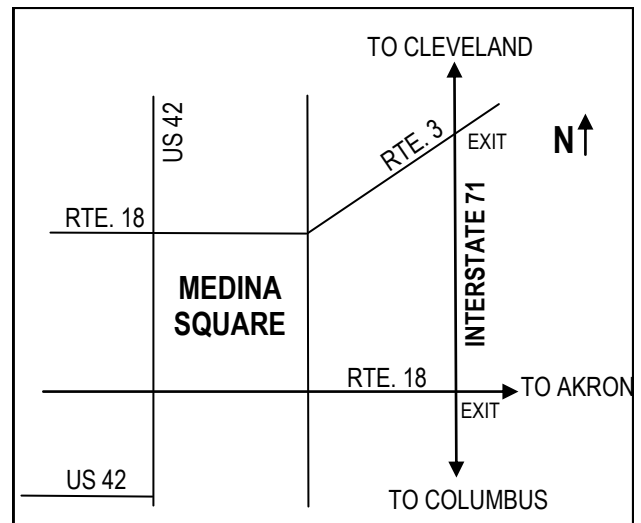 TO CLEVELAND
US 42
RTE. 3
EXIT
N
RTE. 18
INTERSTATE 71
MEDINA
SQUARE
RTE. 18
TO AKRON
EXIT
US 42
TO COLUMBUS